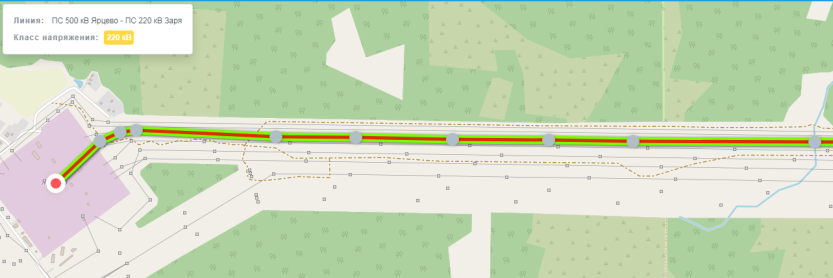 Линия: ПС 500 кВ Ярцево - ПС 220 кВ Заря
Класс напряжения: 220 кВ